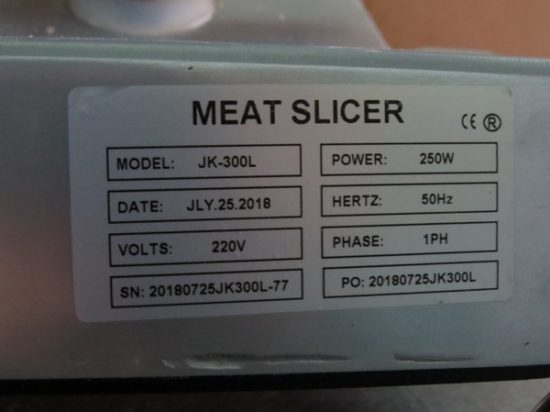 MEAT SLICER
CE ®
MODEL: JK-300L
POWER: 250W
DATE: JLY.25.2018
HERTZ: 50Hz
VOLTS: 220V
PHASE: 1PH
SN: 20180725JK300L-77
PO: 20180725JK300L